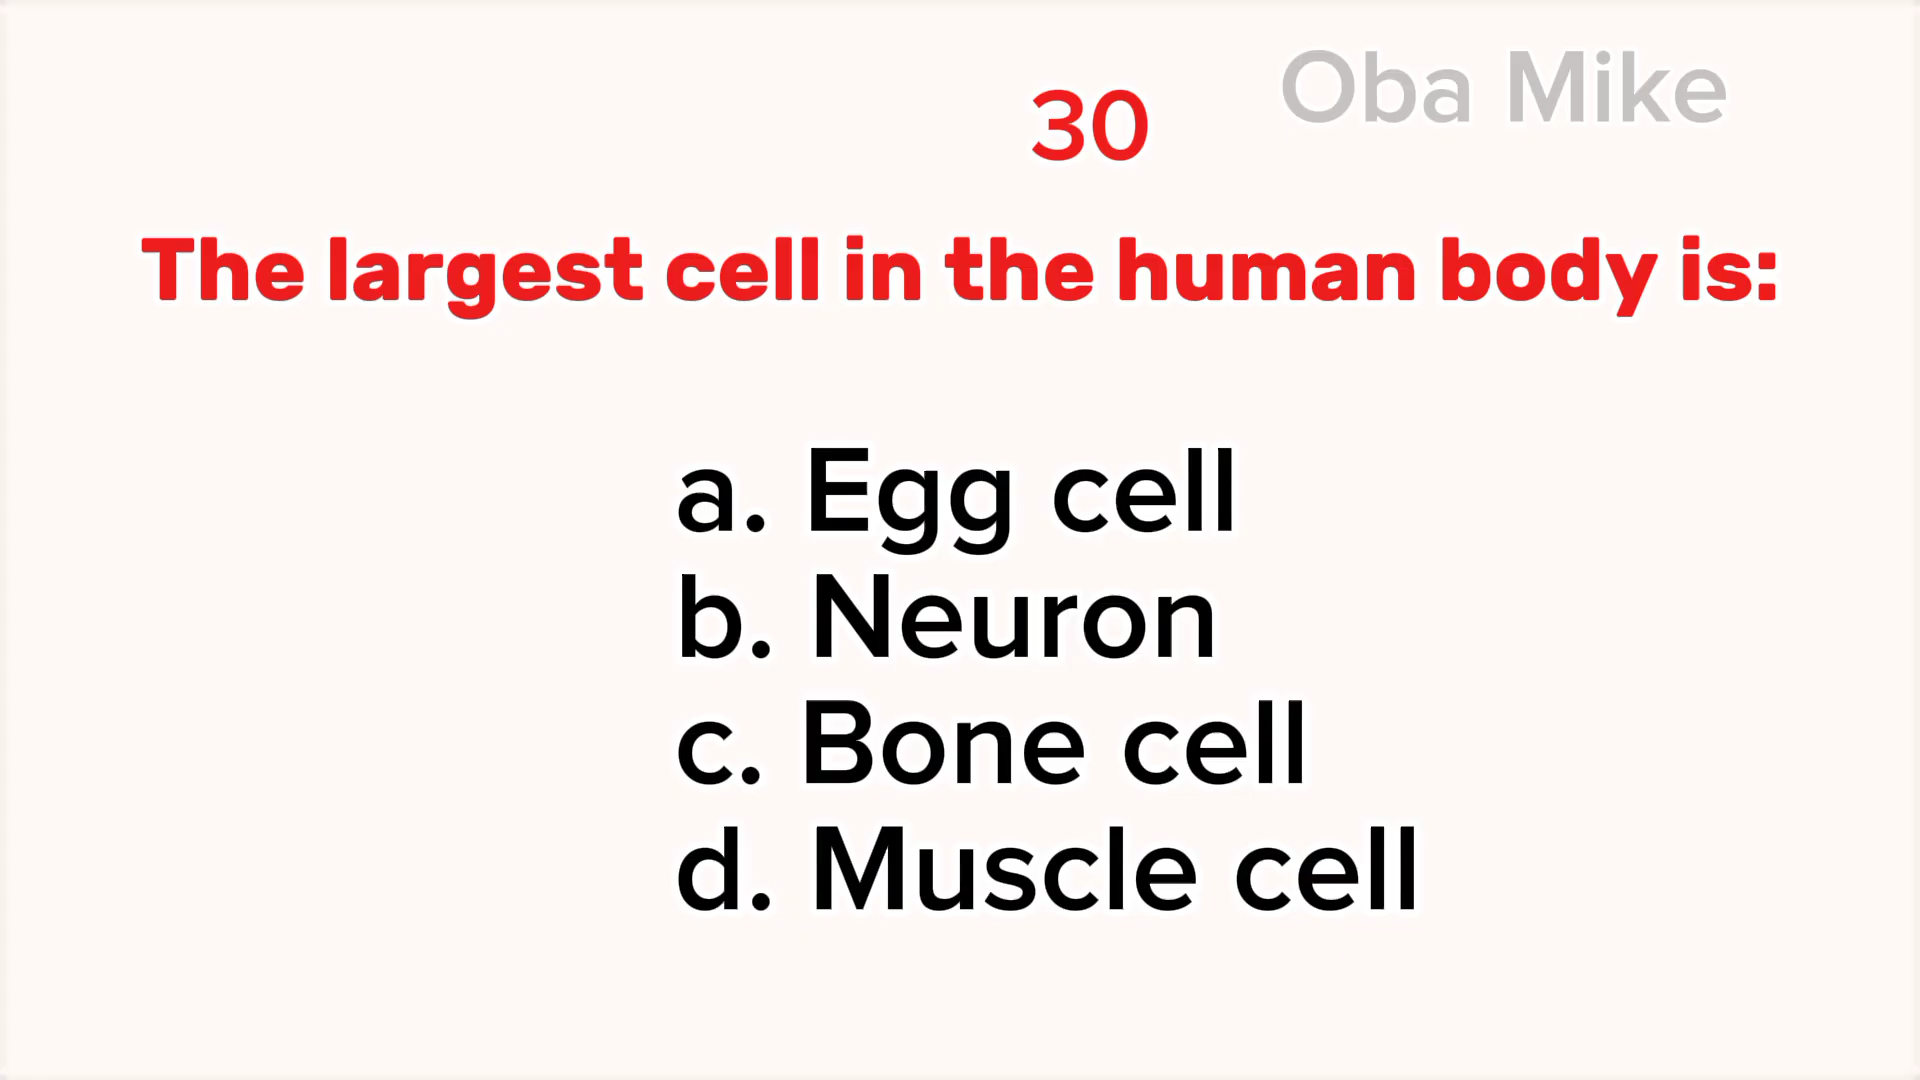 Oba Mike
30
The largest cell in the human body is:
a. Egg cell
b. Neuron
c. Bone cell
d. Muscle cell